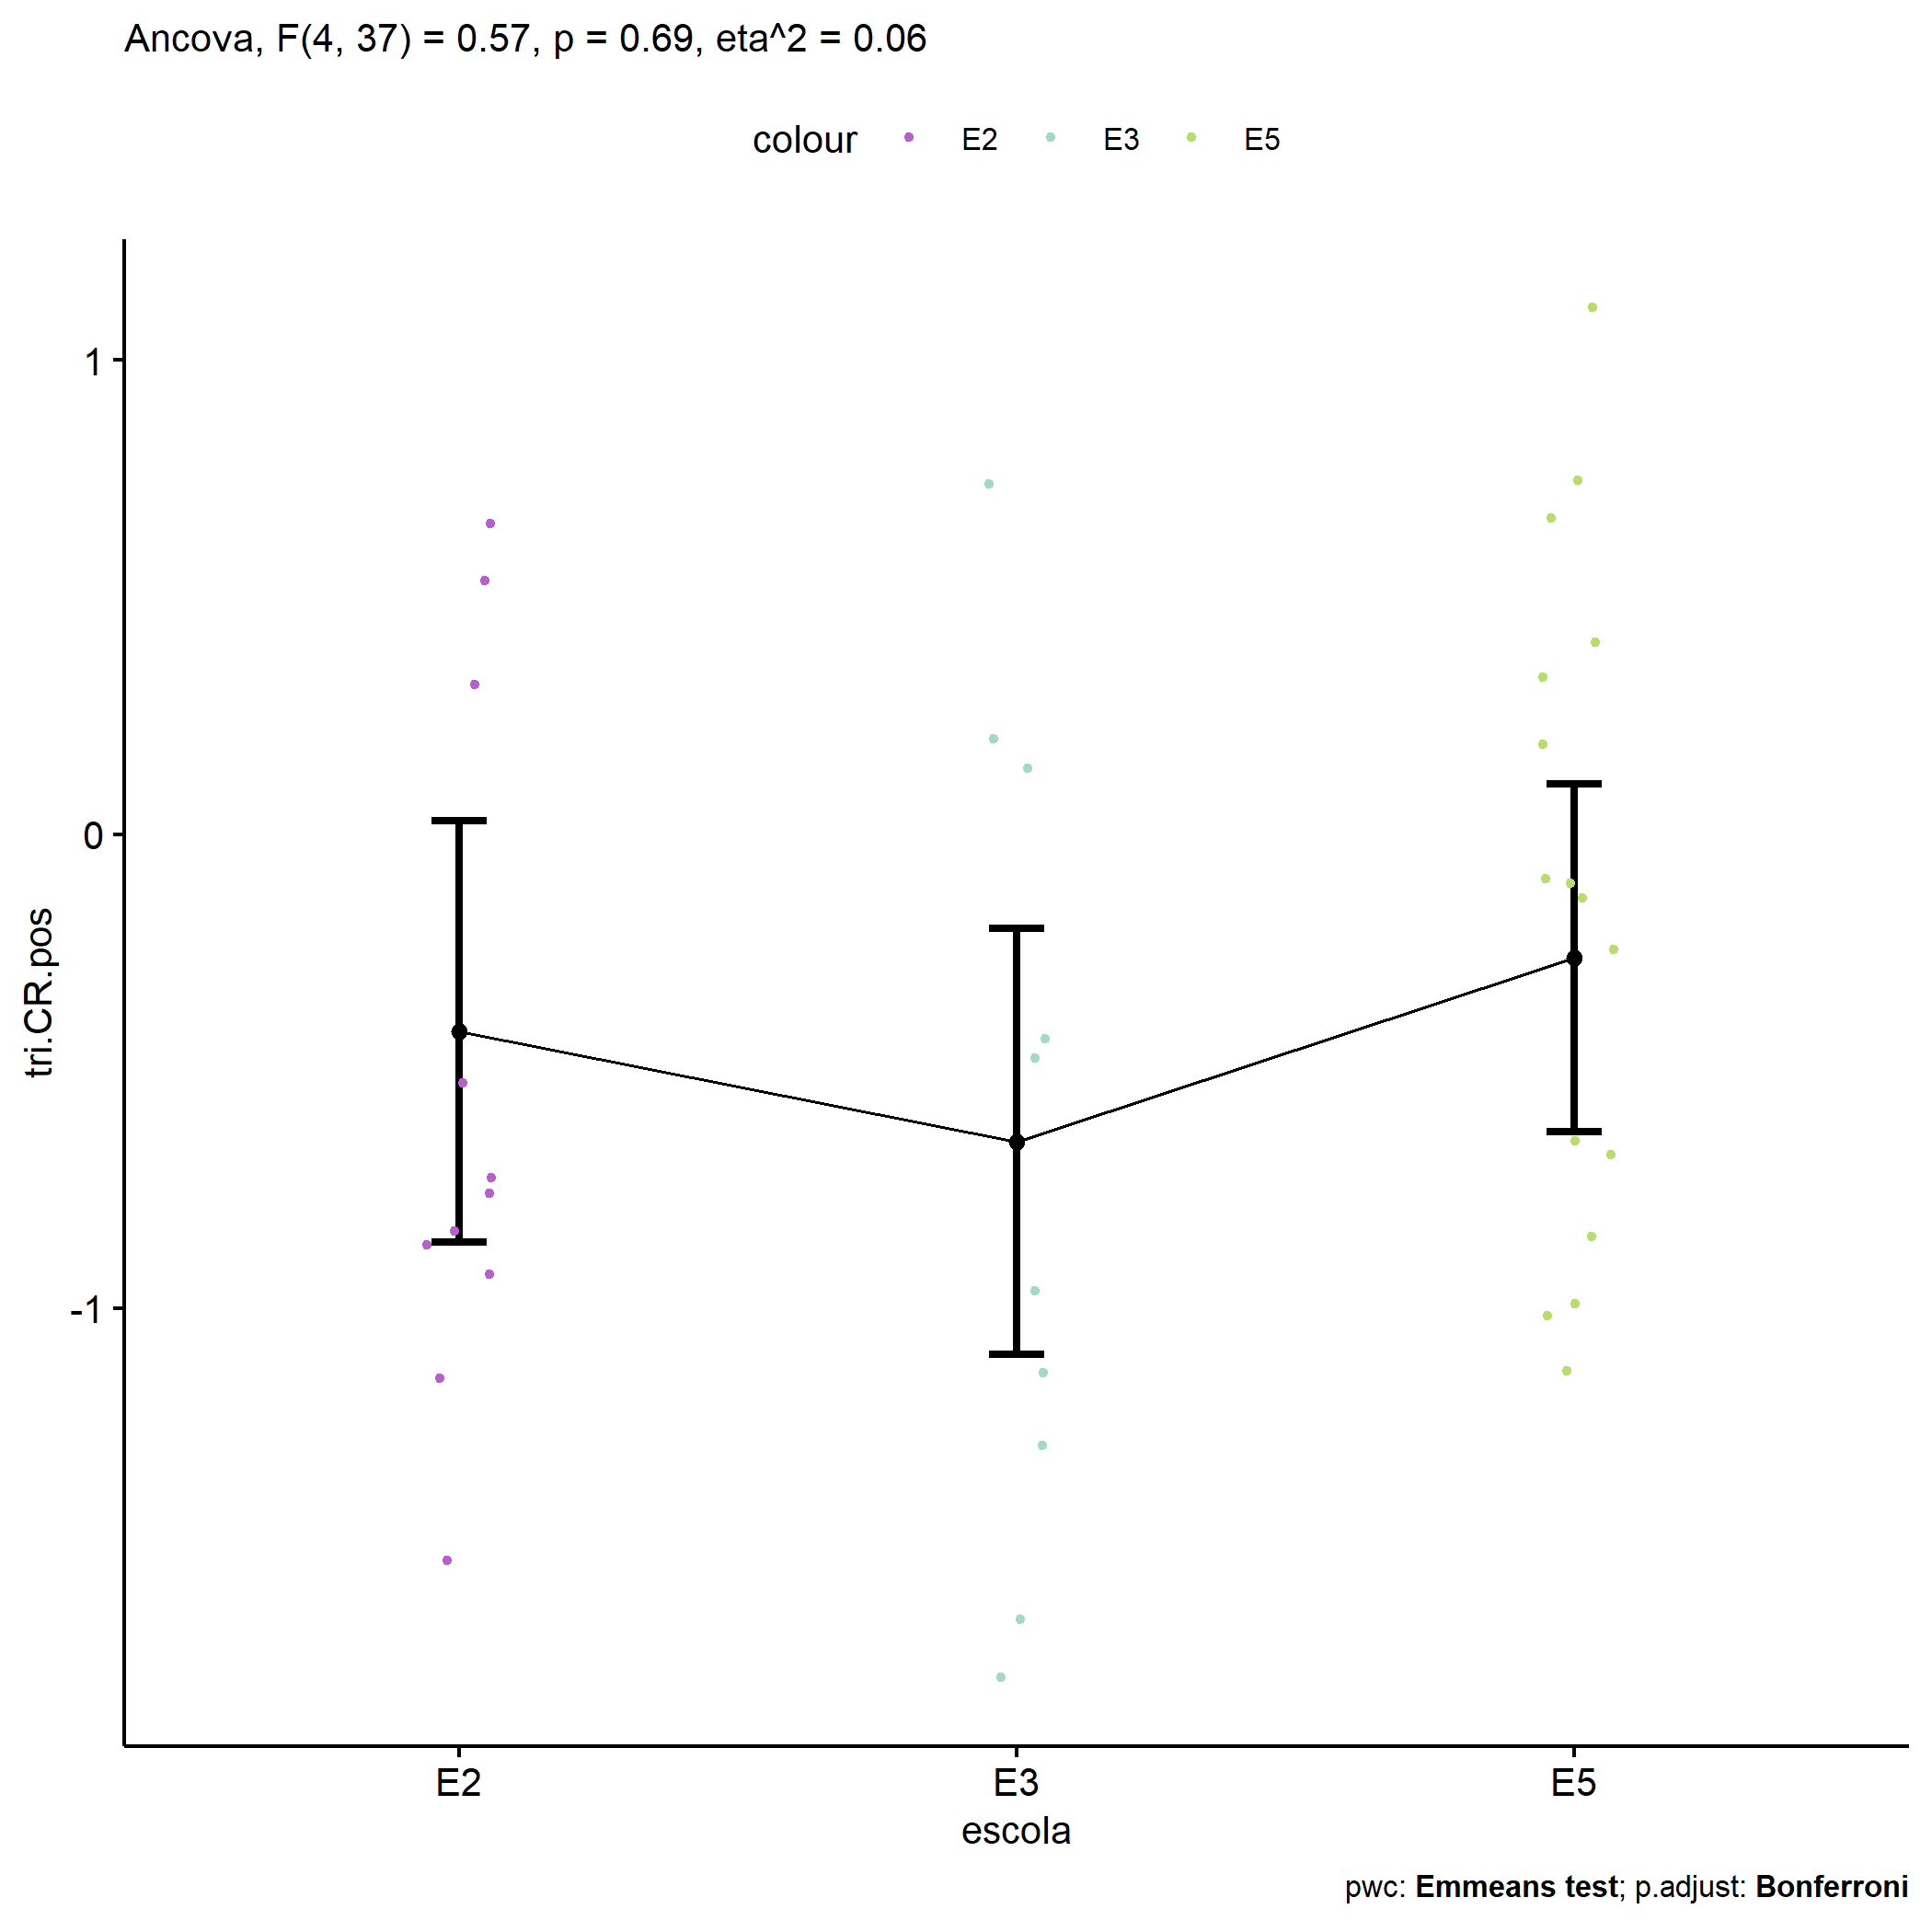 Ancova, F(4, 37) = 0.57, p = 0.69, eta^2 = 0.06
colour E2 E3 E5
1
0
-1
tri.CR.pos
E2 E3 E5
escola
pwc: Emmeans test; p.adjust: Bonferroni